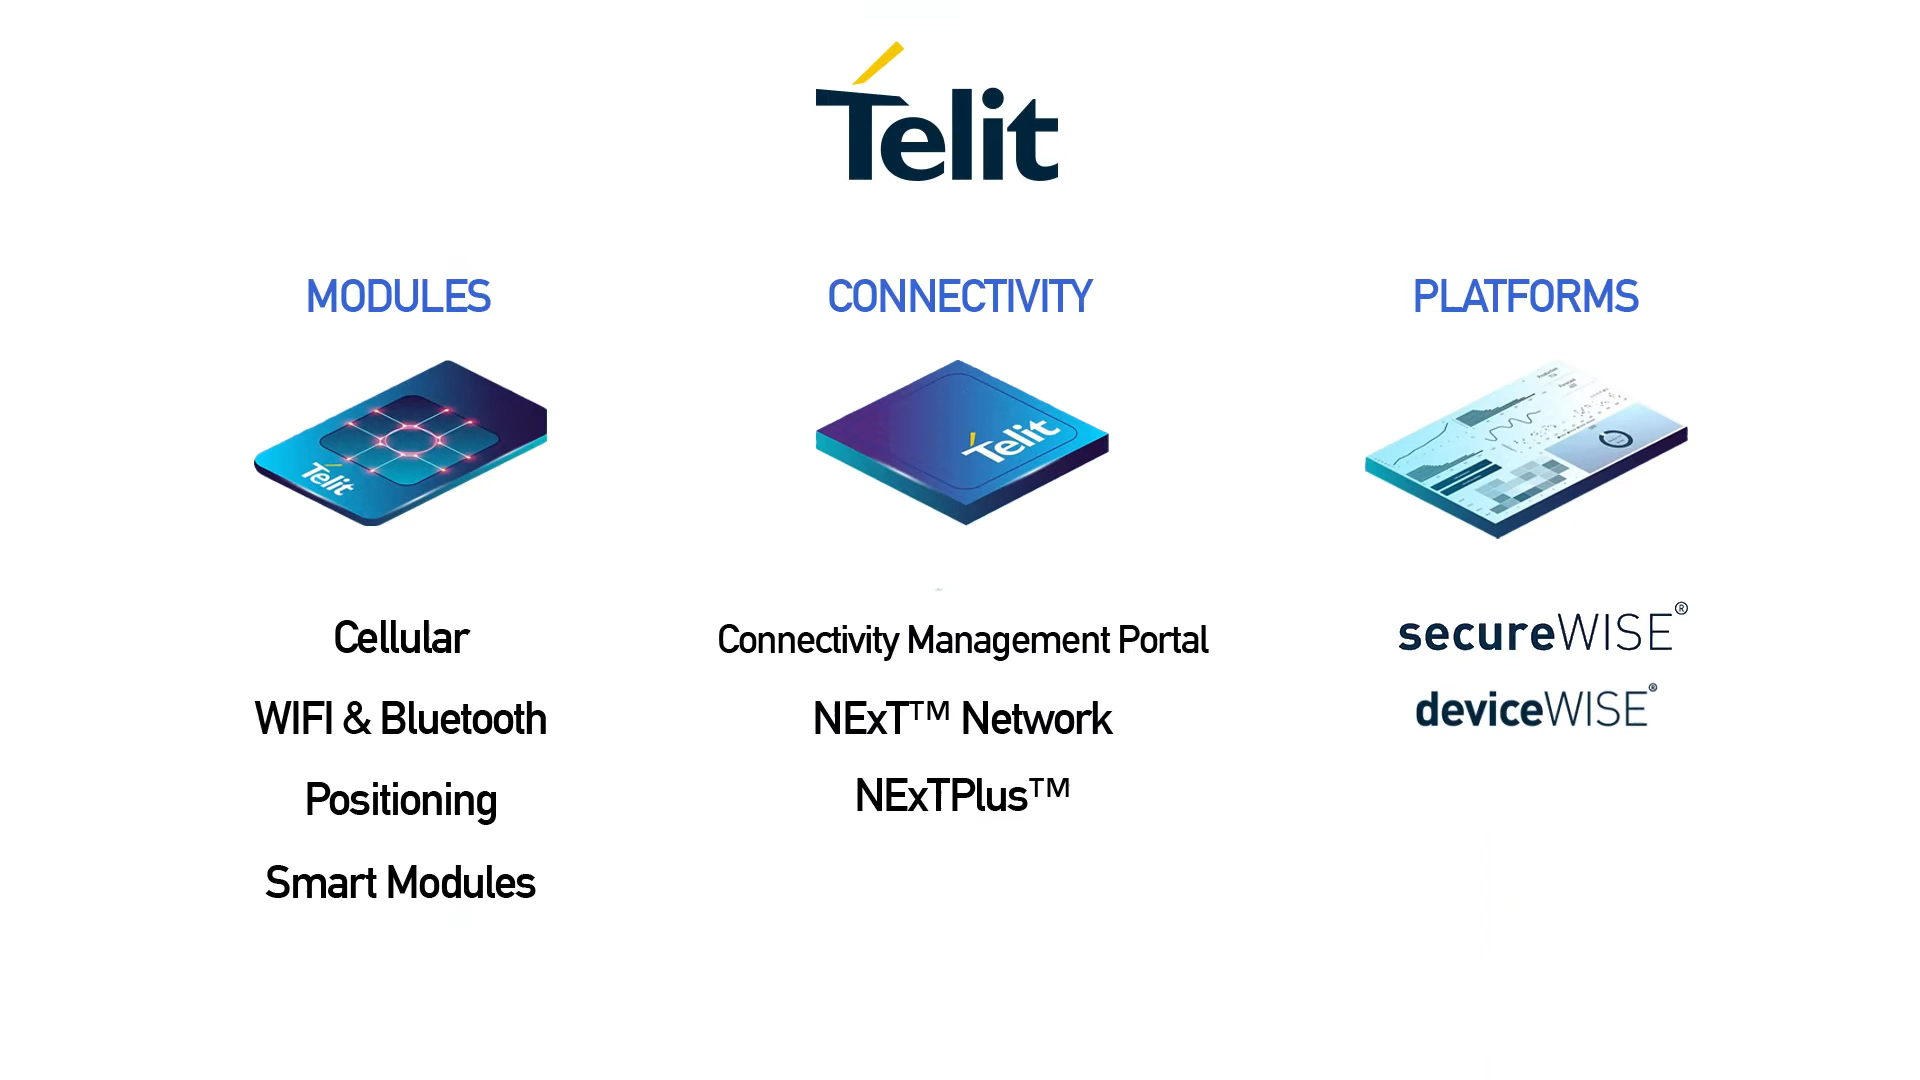 Telit
MODULES
CONNECTIVITY
PLATFORMS
Telit
Telit
Cellular
WIFI & Bluetooth
Positioning
Smart Modules
Connectivity Management Portal
NExT™ Network
NExTPlus™
secureWISE®
deviceWISE®